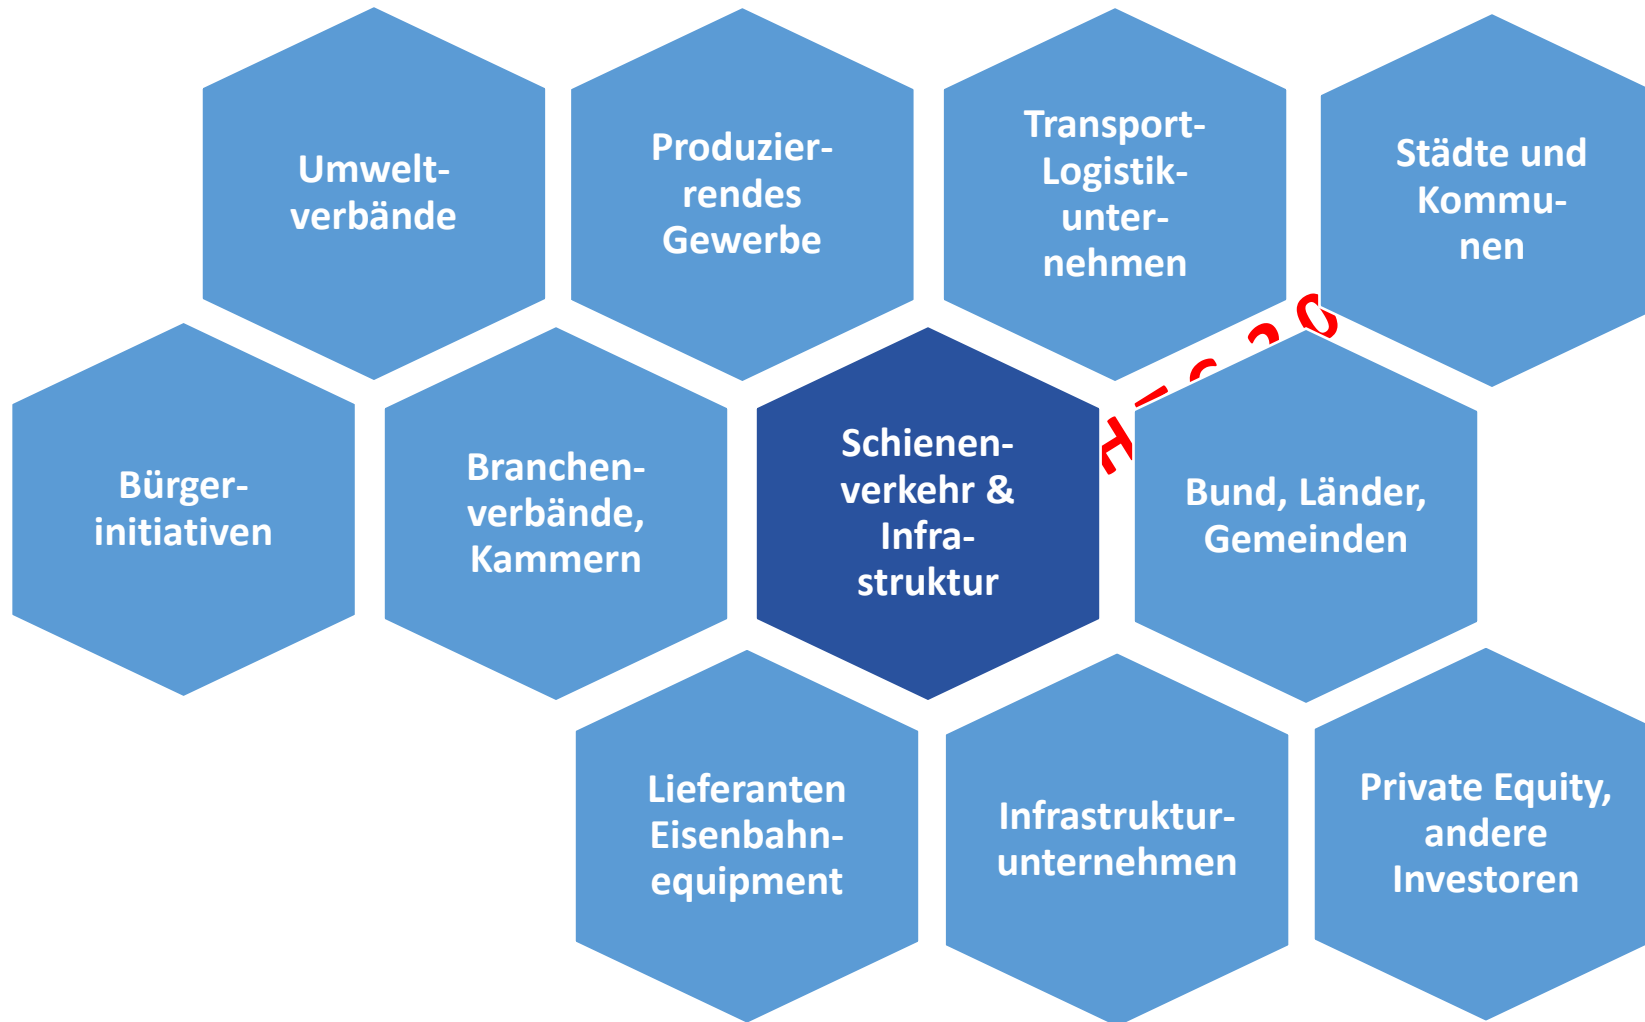 Umwelt-
verbände
Produzier-
rendes
Gewerbe
Transport-
Logistik-
unter-
nehmen
Städte und
Kommu-
nen
Bürger-
initiativen
Branchen-
verbände,
Kammern
Schienen-
verkehr &
Infra-
struktur
Bund, Länder,
Gemeinden
Lieferanten
Eisenbahn-
equipment
Infrastruktur-
unternehmen
Private Equity,
andere
Investoren